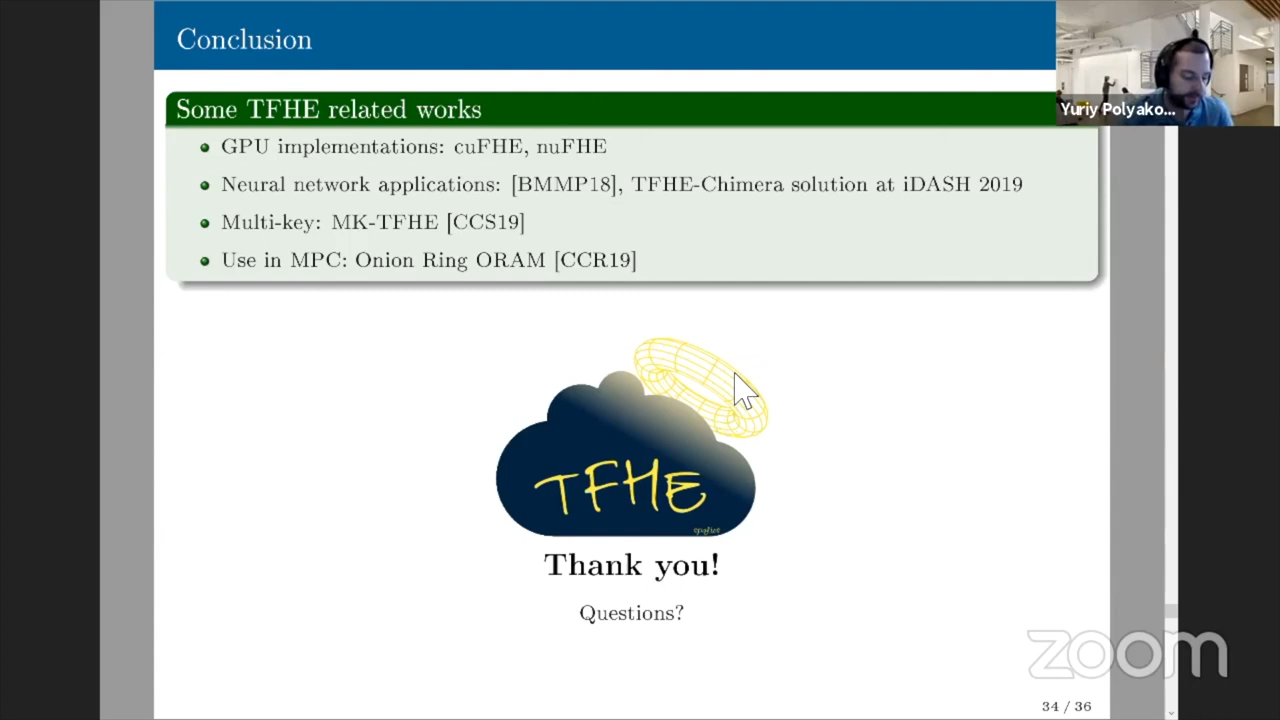 Conclusion
Yuriy Polyako...
Some TFHE related works
GPU implementations: cuFHE, nuFHE
Neural network applications: [BMMP18], TFHE-Chimera solution at iDASH 2019
Multi-key: MK-TFHE [CCS19]
Use in MPC: Onion Ring ORAM [CCR19]
TFHE
Thank you!
Questions?
zoom
34 / 36